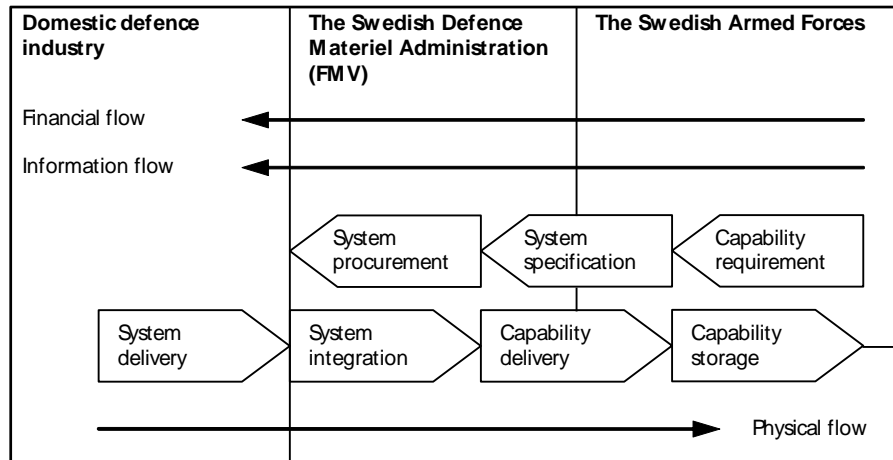 Domestic defence
industry
The Swedish Defence
Materiel Administration
(FMV)
The Swedish Armed Forces
Financial flow
Information flow
System
procurement
System
specification
Capability
requirement
System
delivery
System
integration
Capability
delivery
Capability
storage
Physical flow